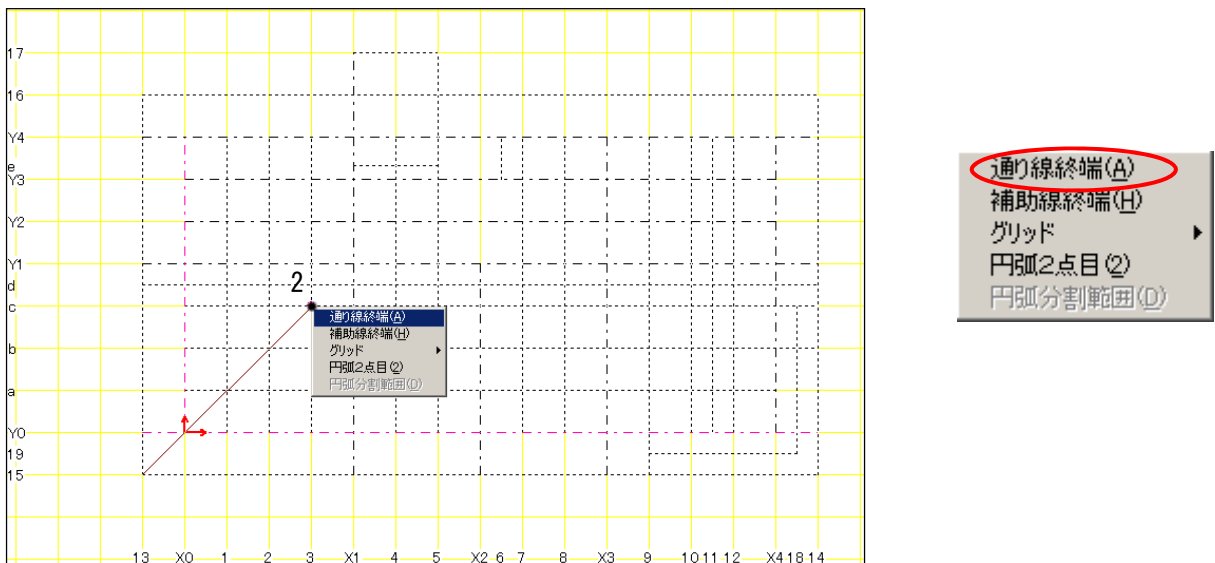 17
16
Y4
e
Y3
Y2
Y1
d
c
b
a
Y0
19
15
2
通り線終端(A)
補助線終端(H)
グリッド
円弧2点目(2)
円弧分割範囲(D)
13 X0 1 2 3 X1 4 5 X2 6 7 8 X3 9 10 11 12 X4 18 14
通り線終端(A)
補助線終端(H)
グリッド
円弧2点目(2)
円弧分割範囲(D)